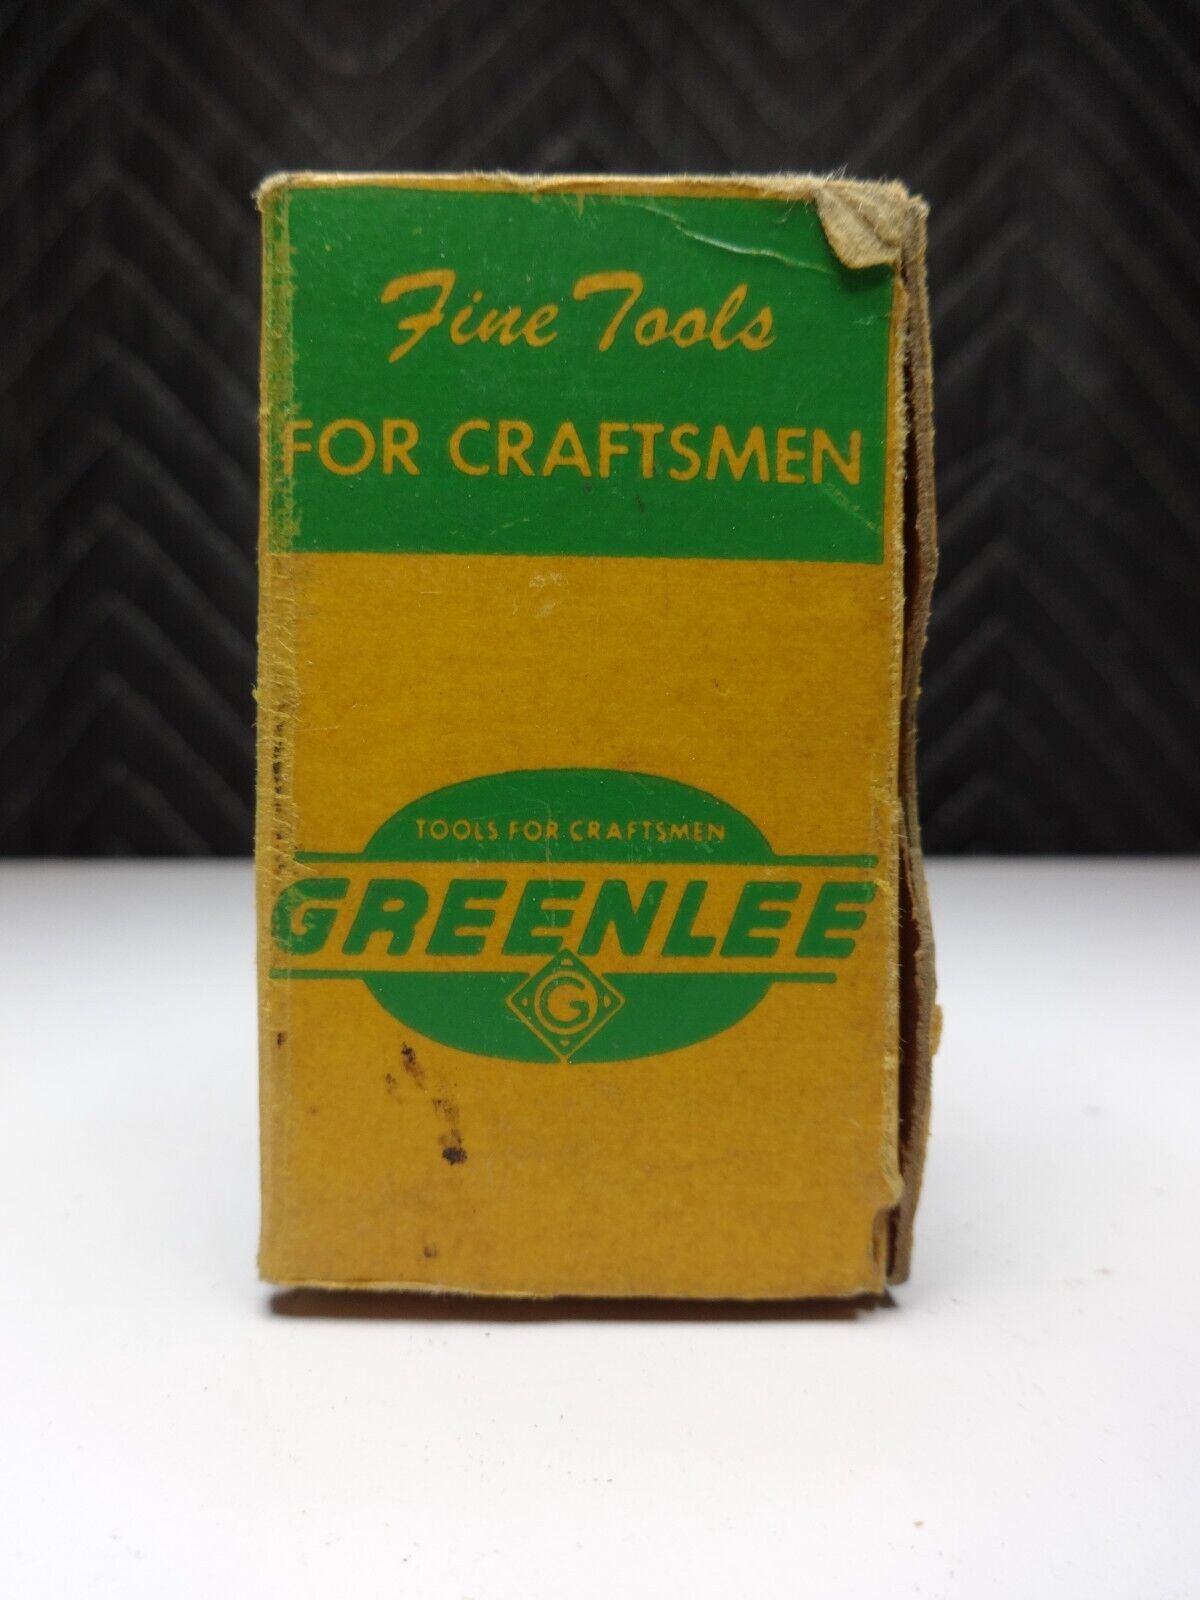 Fine Tools
FOR CRAFTSMEN
TOOLS FOR CRAFTSMEN
GREENLEE
G